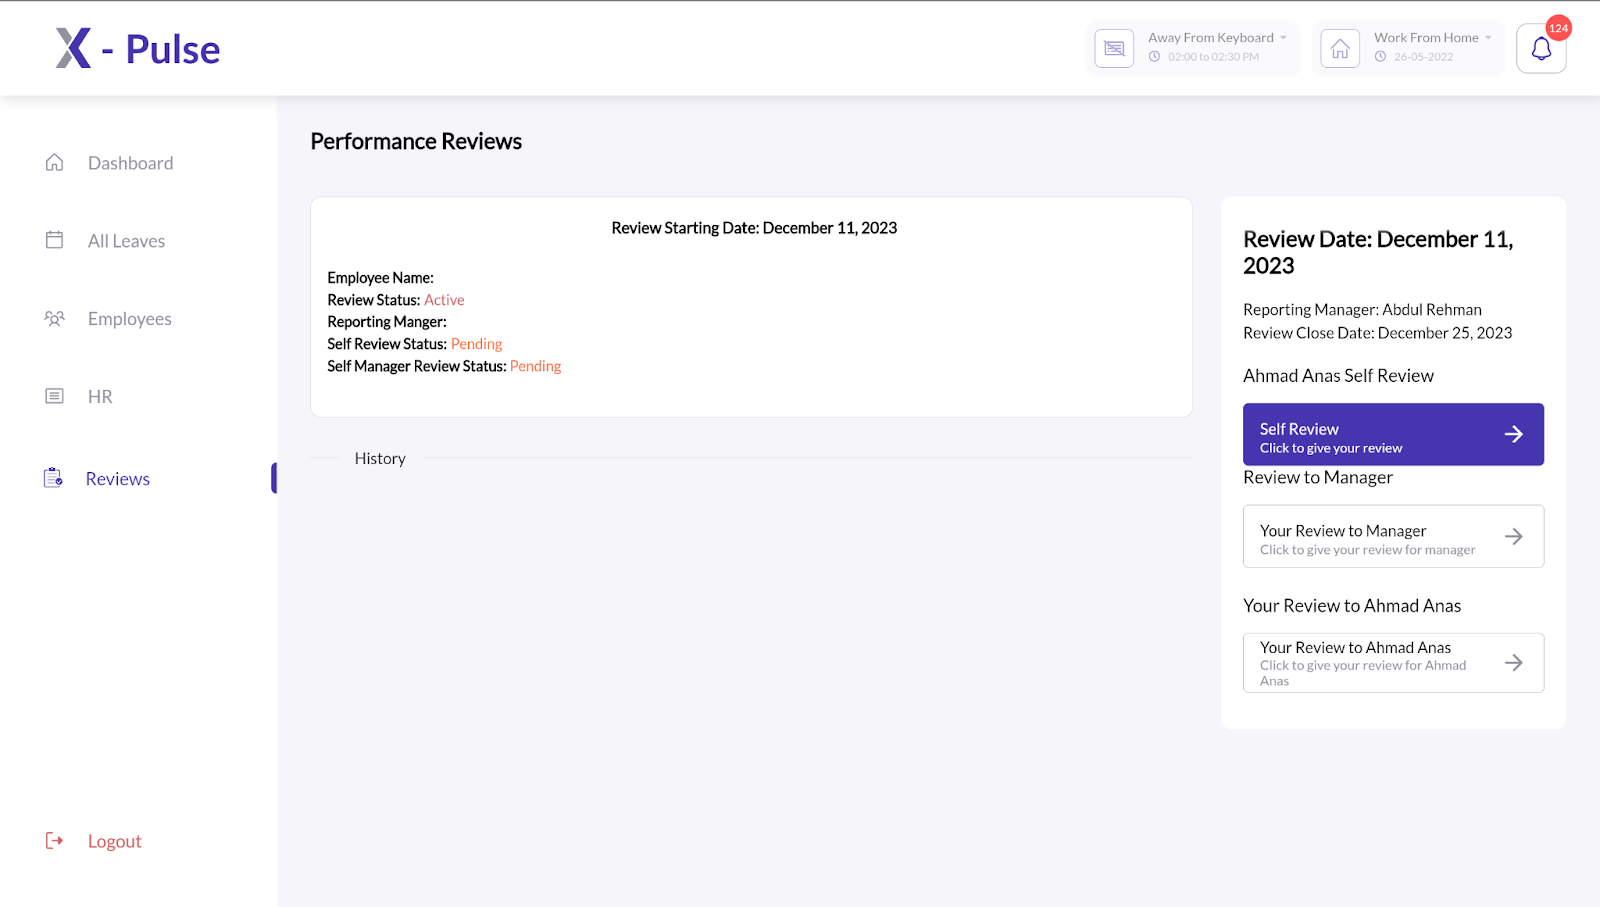 X - Pulse
Away From Keyboard
02:00 to 02:30 PM
Work From Home
26-05-2022
124
Dashboard
All Leaves
Employees
HR
Reviews
Logout
Performance Reviews
Review Starting Date: December 11, 2023
Employee Name:
Review Status: Active
Reporting Manger:
Self Review Status: Pending
Self Manager Review Status: Pending
History
Review Date: December 11,
2023
Reporting Manager: Abdul Rehman
Review Close Date: December 25, 2023
Ahmad Anas Self Review
Self Review
Click to give your review
Review to Manager
Your Review to Manager
Click to give your review for manager
Your Review to Ahmad Anas
Your Review to Ahmad Anas
Click to give your review for Ahmad
Anas